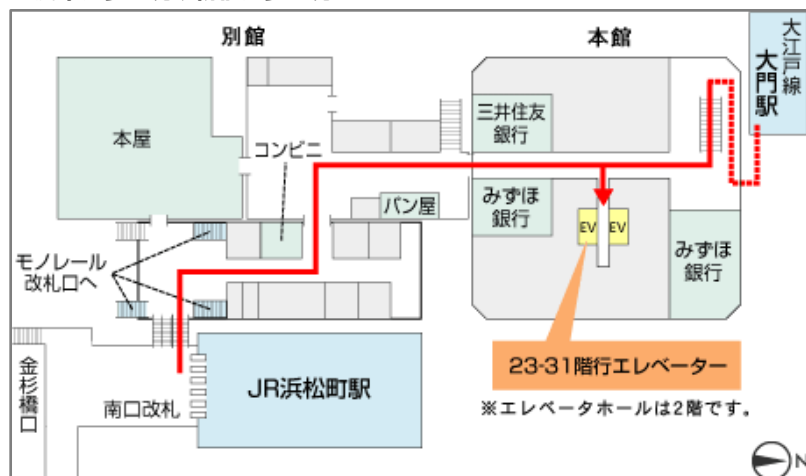 別館
本館
大江戸線
大門駅
本屋
コンビニ
三井住友
銀行
パン屋
みずほ
銀行
EV
EV
みずほ
銀行
モノレール
改札口へ
23-31階行エレベーター
JR浜松町駅
金杉橋口
南口改札
※エレベータホールは2階です。
N